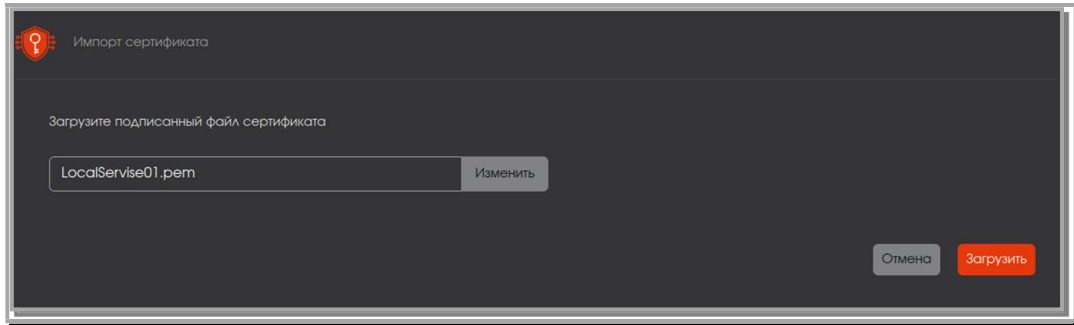 Импорт сертификата
Загрузите подписанный файл сертификата
LocalServise01.pem Изменить
Отмена Загрузить